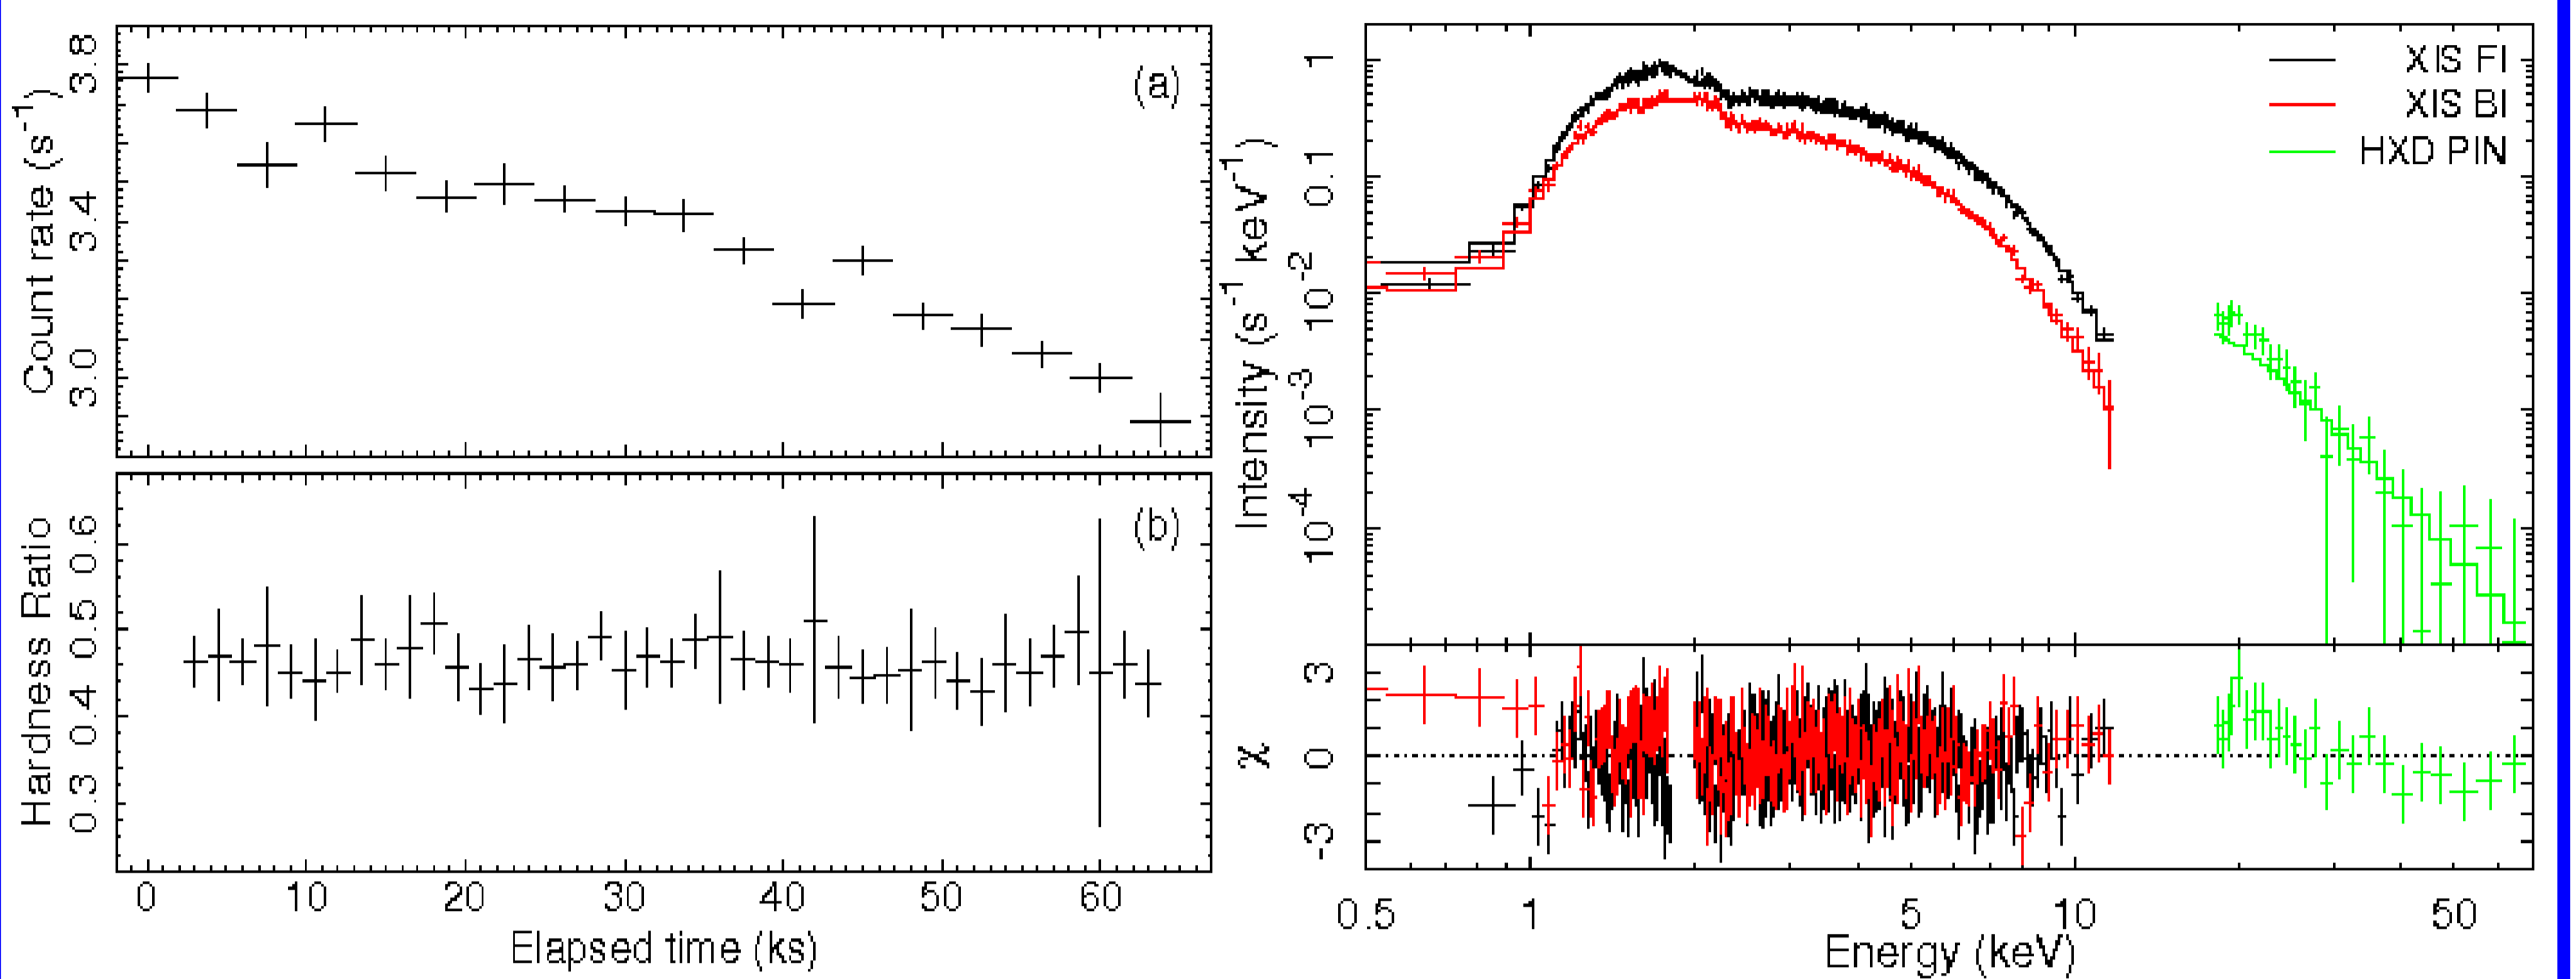 (a)
Count rate (s⁻¹)
3.8
3.4
3.0
(b)
Hardness Ratio
0.6
0.5
0.4
0.3
0 10 20 30 40 50 60
Elapsed time (ks)
XIS FI
XIS BI
HXD PIN
Intensity (s⁻¹ keV⁻¹)
1
0.1
10⁻²
10⁻³
10⁻⁴
χ
3
0
-3
0.5 1 5 10 50
Energy (keV)